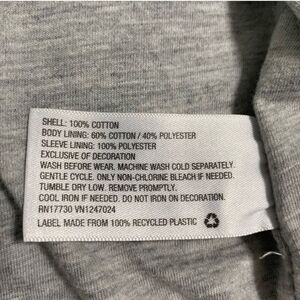 SHELL: 100% COTTON
BODY LINING: 60% COTTON / 40% POLYESTER
SLEEVE LINING: 100% POLYESTER
EXCLUSIVE OF DECORATION
WASH BEFORE WEAR. MACHINE WASH COLD SEPARATELY.
GENTLE CYCLE. ONLY NON-CHLORINE BLEACH IF NEEDED.
TUMBLE DRY LOW. REMOVE PROMPTLY.
COOL IRON IF NEEDED. DO NOT IRON ON DECORATION.
RN17730 VN1247024
LABEL MADE FROM 100% RECYCLED PLASTIC